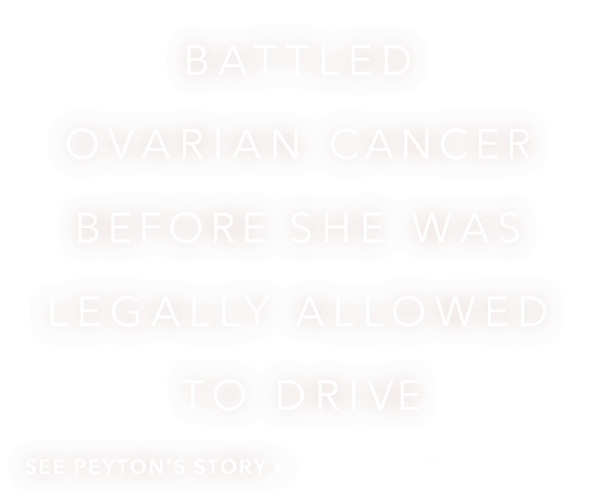 BATTLED
OVARIAN CANCER
BEFORE SHE WAS
LEGALLY ALLOWED
TO DRIVE
SEE PEYTON'S STORY ›